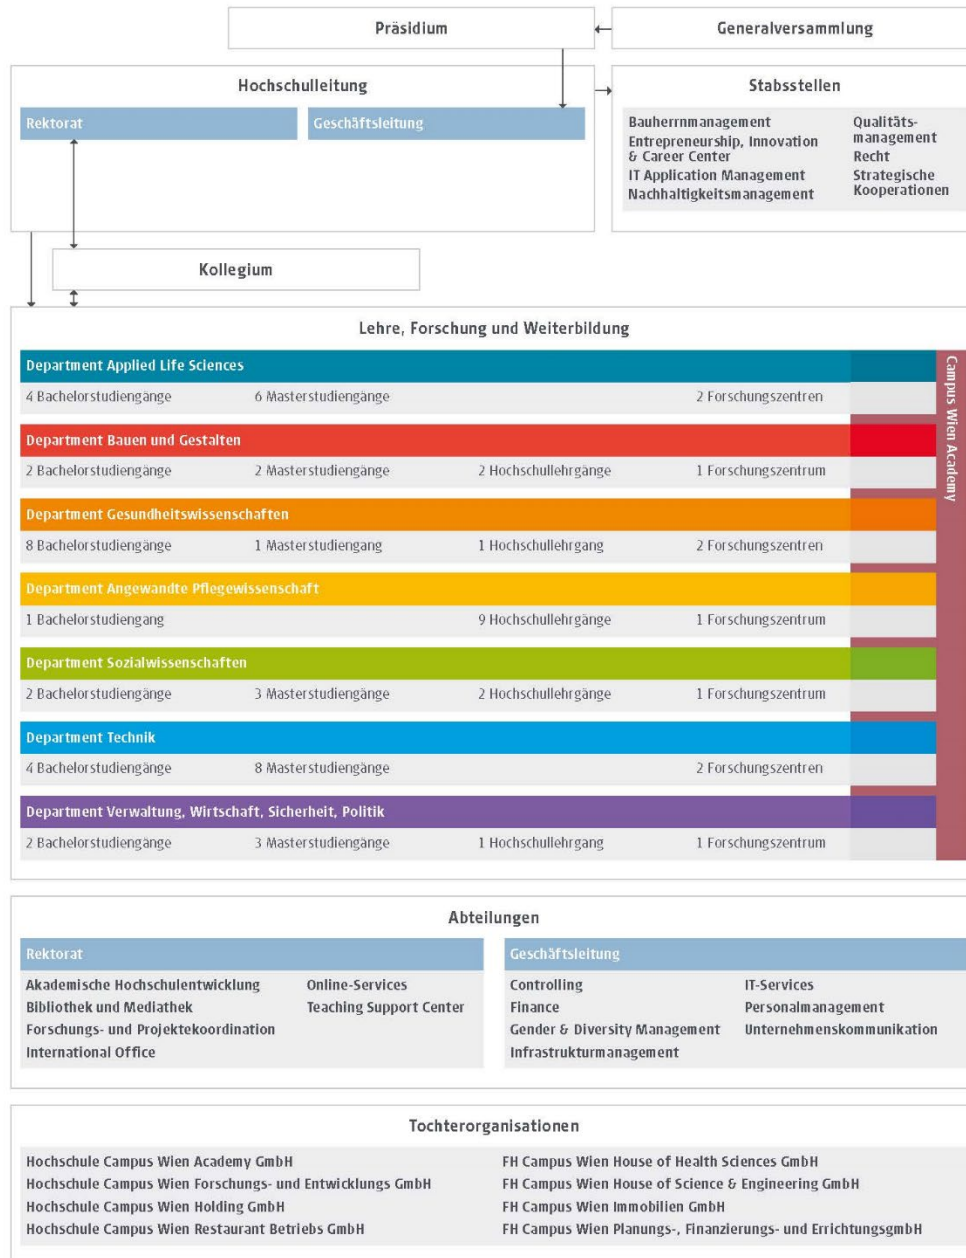 Präsidium
Generalversammlung
Hochschulleitung
Rektorat
Geschäftsleitung
Stabsstellen
Bauherrnmanagement
Entrepreneurship, Innovation
& Career Center
IT Application Management
Nachhaltigkeitsmanagement
Qualitäts-
management
Recht
Strategische
Kooperationen
Kollegium
Lehre, Forschung und Weiterbildung
Campus Wien Academy
Department Applied Life Sciences
4 Bachelorstudiengänge 6 Masterstudiengänge 2 Forschungszentren
Department Bauen und Gestalten
2 Bachelorstudiengänge 2 Masterstudiengänge 2 Hochschullehrgänge 1 Forschungszentrum
Department Gesundheitswissenschaften
8 Bachelorstudiengänge 1 Masterstudiengang 1 Hochschullehrgang 2 Forschungszentren
Department Angewandte Pflegewissenschaft
1 Bachelorstudiengang 9 Hochschullehrgänge 1 Forschungszentrum
Department Sozialwissenschaften
2 Bachelorstudiengänge 3 Masterstudiengänge 2 Hochschullehrgänge 1 Forschungszentrum
Department Technik
4 Bachelorstudiengänge 8 Masterstudiengänge 2 Forschungszentren
Department Verwaltung, Wirtschaft, Sicherheit, Politik
2 Bachelorstudiengänge 3 Masterstudiengänge 1 Hochschullehrgang 1 Forschungszentrum
Abteilungen
Rektorat
Akademische Hochschulentwicklung
Bibliothek und Mediathek
Forschungs- und Projektekoordination
International Office
Online-Services
Teaching Support Center
Geschäftsleitung
Controlling
Finance
Gender & Diversity Management
Infrastrukturmanagement
IT-Services
Personalmanagement
Unternehmenskommunikation
Tochterorganisationen
Hochschule Campus Wien Academy GmbH
Hochschule Campus Wien Forschungs- und Entwicklungs GmbH
Hochschule Campus Wien Holding GmbH
Hochschule Campus Wien Restaurant Betriebs GmbH
FH Campus Wien House of Health Sciences GmbH
FH Campus Wien House of Science & Engineering GmbH
FH Campus Wien Immobilien GmbH
FH Campus Wien Planungs-, Finanzierungs- und ErrichtungsgmbH